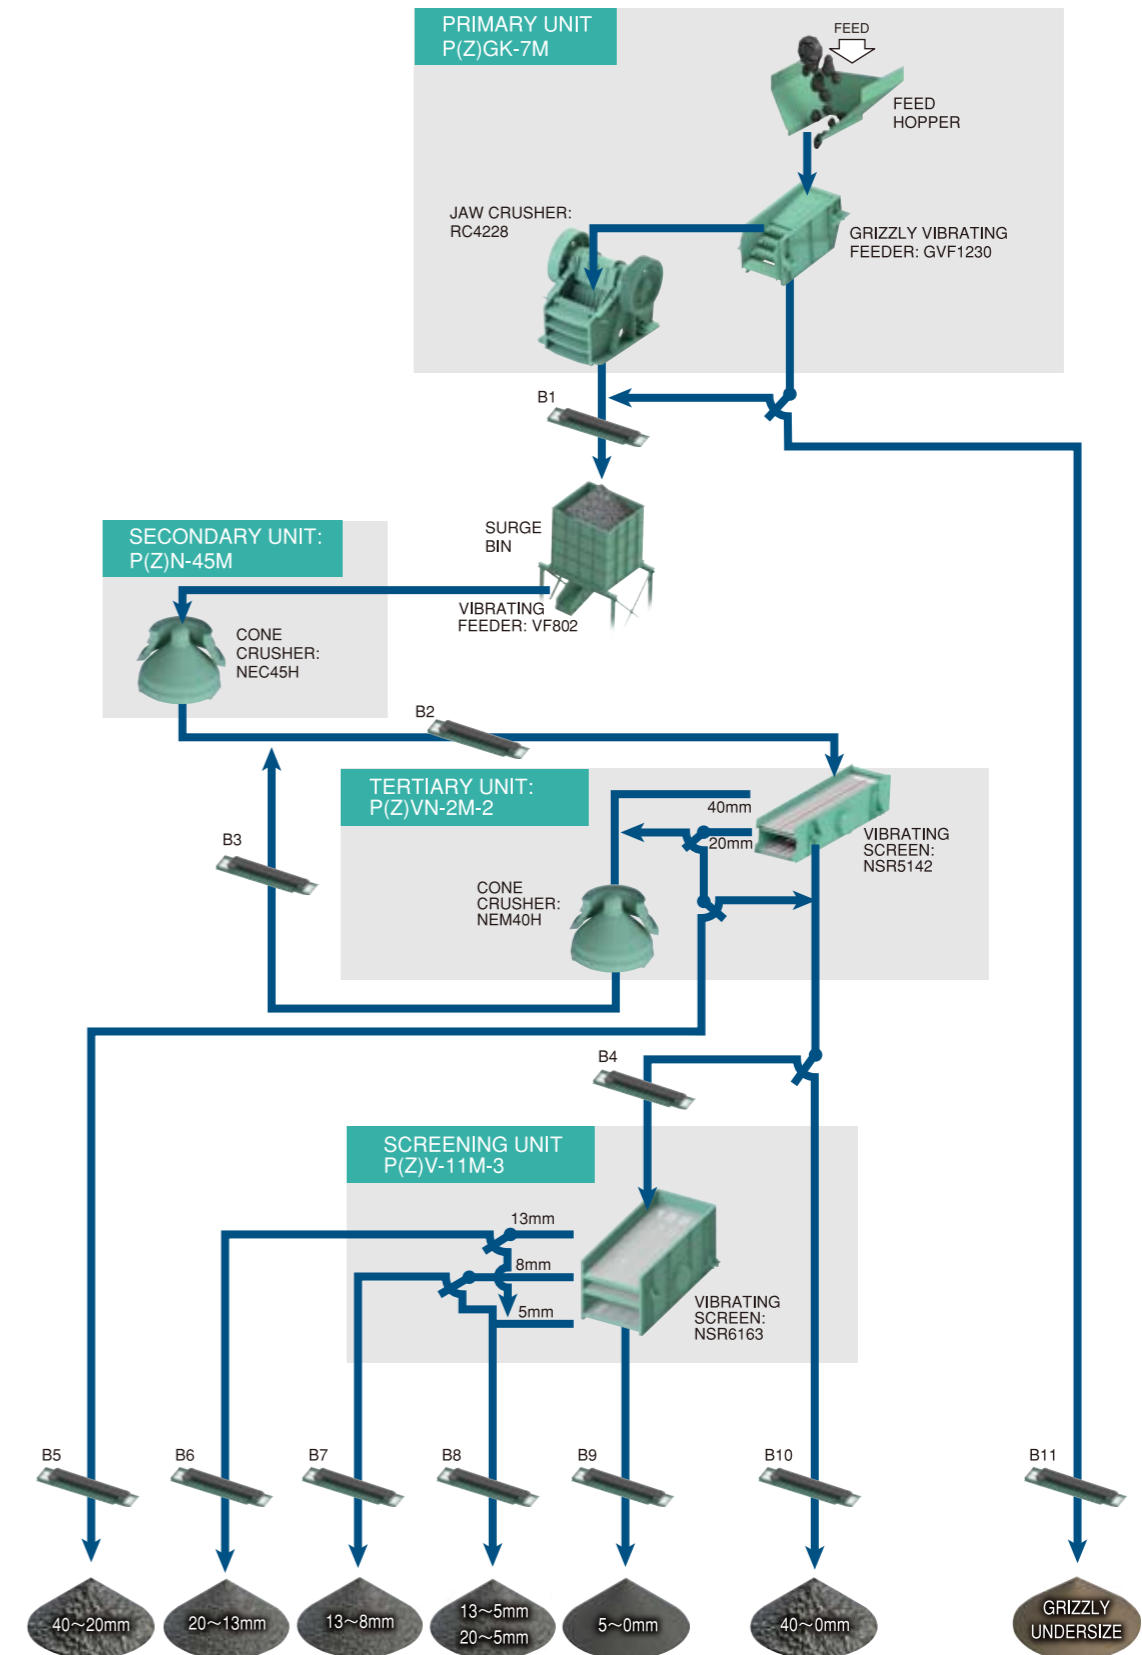 PRIMARY UNIT
P(Z)GK-7M
FEED
FEED
HOPPER
JAW CRUSHER:
RC4228
GRIZZLY VIBRATING
FEEDER: GVF1230
B1
SURGE
BIN
SECONDARY UNIT:
P(Z)N-45M
VIBRATING
FEEDER: VF802
CONE
CRUSHER:
NEC45H
B2
TERTIARY UNIT:
P(Z)VN-2M-2
40mm
20mm
VIBRATING
SCREEN:
NSR5142
B3
CONE
CRUSHER:
NEM40H
B4
SCREENING UNIT
P(Z)V-11M-3
13mm
8mm
5mm
VIBRATING
SCREEN:
NSR6163
B5
B6
B7
B8
B9
B10
B11
40～20mm
20～13mm
13～8mm
13～5mm
20～5mm
5～0mm
40～0mm
GRIZZLY
UNDERSIZE